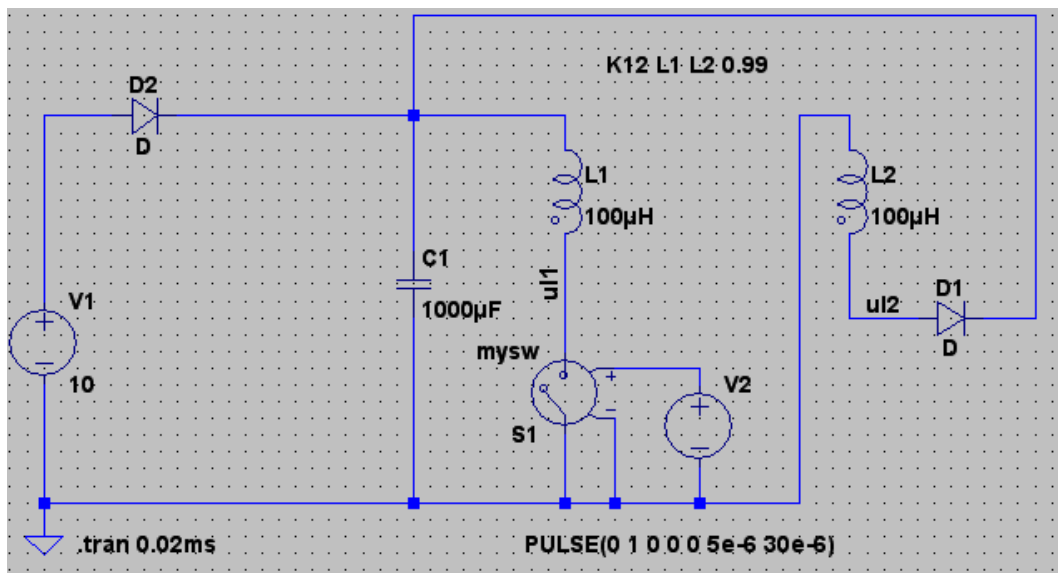 K12 L1 L2 0.99
D2
D
L1
100µH
L2
100µH
C1
1000µF
ul1
V1
10
D1
ul2
D
mysw
+
−
S1
V2
.tran 0.02ms
PULSE(0 1 0 0 0 5e-6 30e-6)